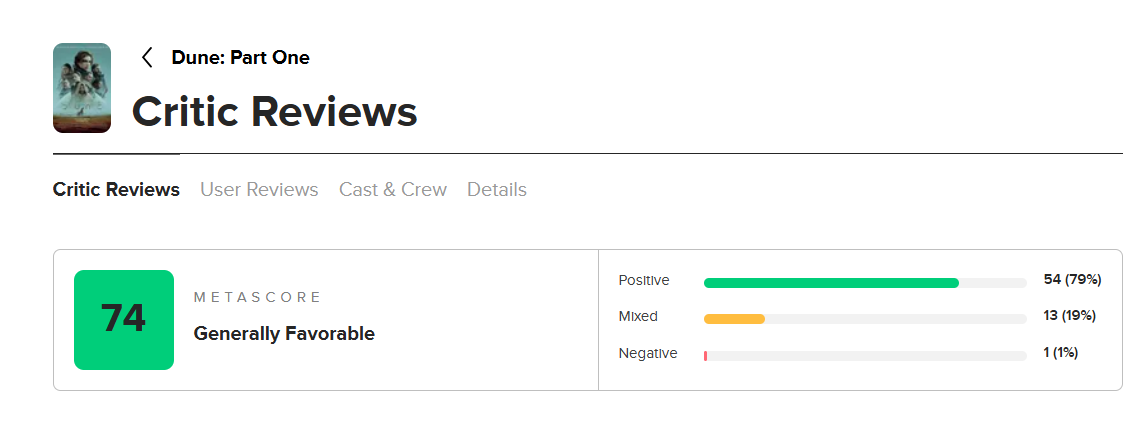 Dune: Part One
Critic Reviews
Critic Reviews User Reviews Cast & Crew Details
74
METASCORE
Generally Favorable
Positive 54 (79%)
Mixed 13 (19%)
Negative 1 (1%)